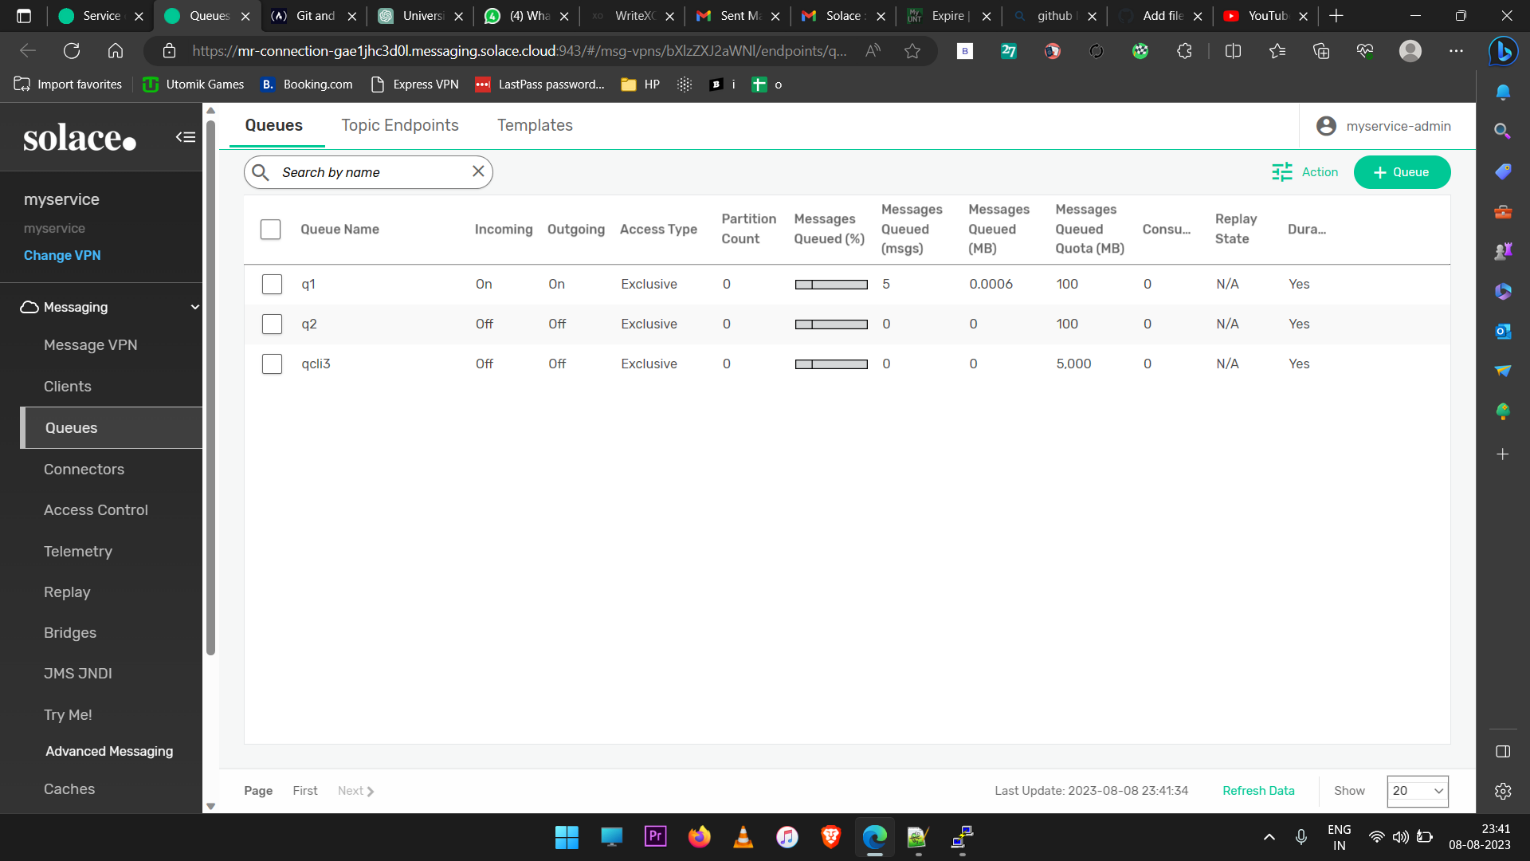 Service
Queues
Git and
Universi
(4) Wha
WriteXO
Sent Ma
Solace
Expire |
github
Add file
YouTub
https://mr-connection-gae1jhc3d0l.messaging.solace.cloud:943/#/msg-vpns/bXlzZXJ2aWNl/endpoints/q...
Import favorites
Utomik Games
Booking.com
Express VPN
LastPass password...
HP
i
o
solace.
myservice
myservice
Change VPN
Messaging
Message VPN
Clients
Queues
Connectors
Access Control
Telemetry
Replay
Bridges
JMS JNDI
Try Me!
Advanced Messaging
Caches
Queues Topic Endpoints Templates
myservice-admin
Search by name
Action
+ Queue
Queue Name Incoming Outgoing Access Type Partition Count Messages Queued (%) Messages Queued (msgs) Messages Queued (MB) Messages Queued Quota (MB) Consu... Replay State Dura...
q1 On On Exclusive 0 5 0.0006 100 0 N/A Yes
q2 Off Off Exclusive 0 0 0 100 0 N/A Yes
qcli3 Off Off Exclusive 0 0 0 5,000 0 N/A Yes
Page First Next
Last Update: 2023-08-08 23:41:34
Refresh Data
Show 20
Pr
ENG
IN
23:41
08-08-2023